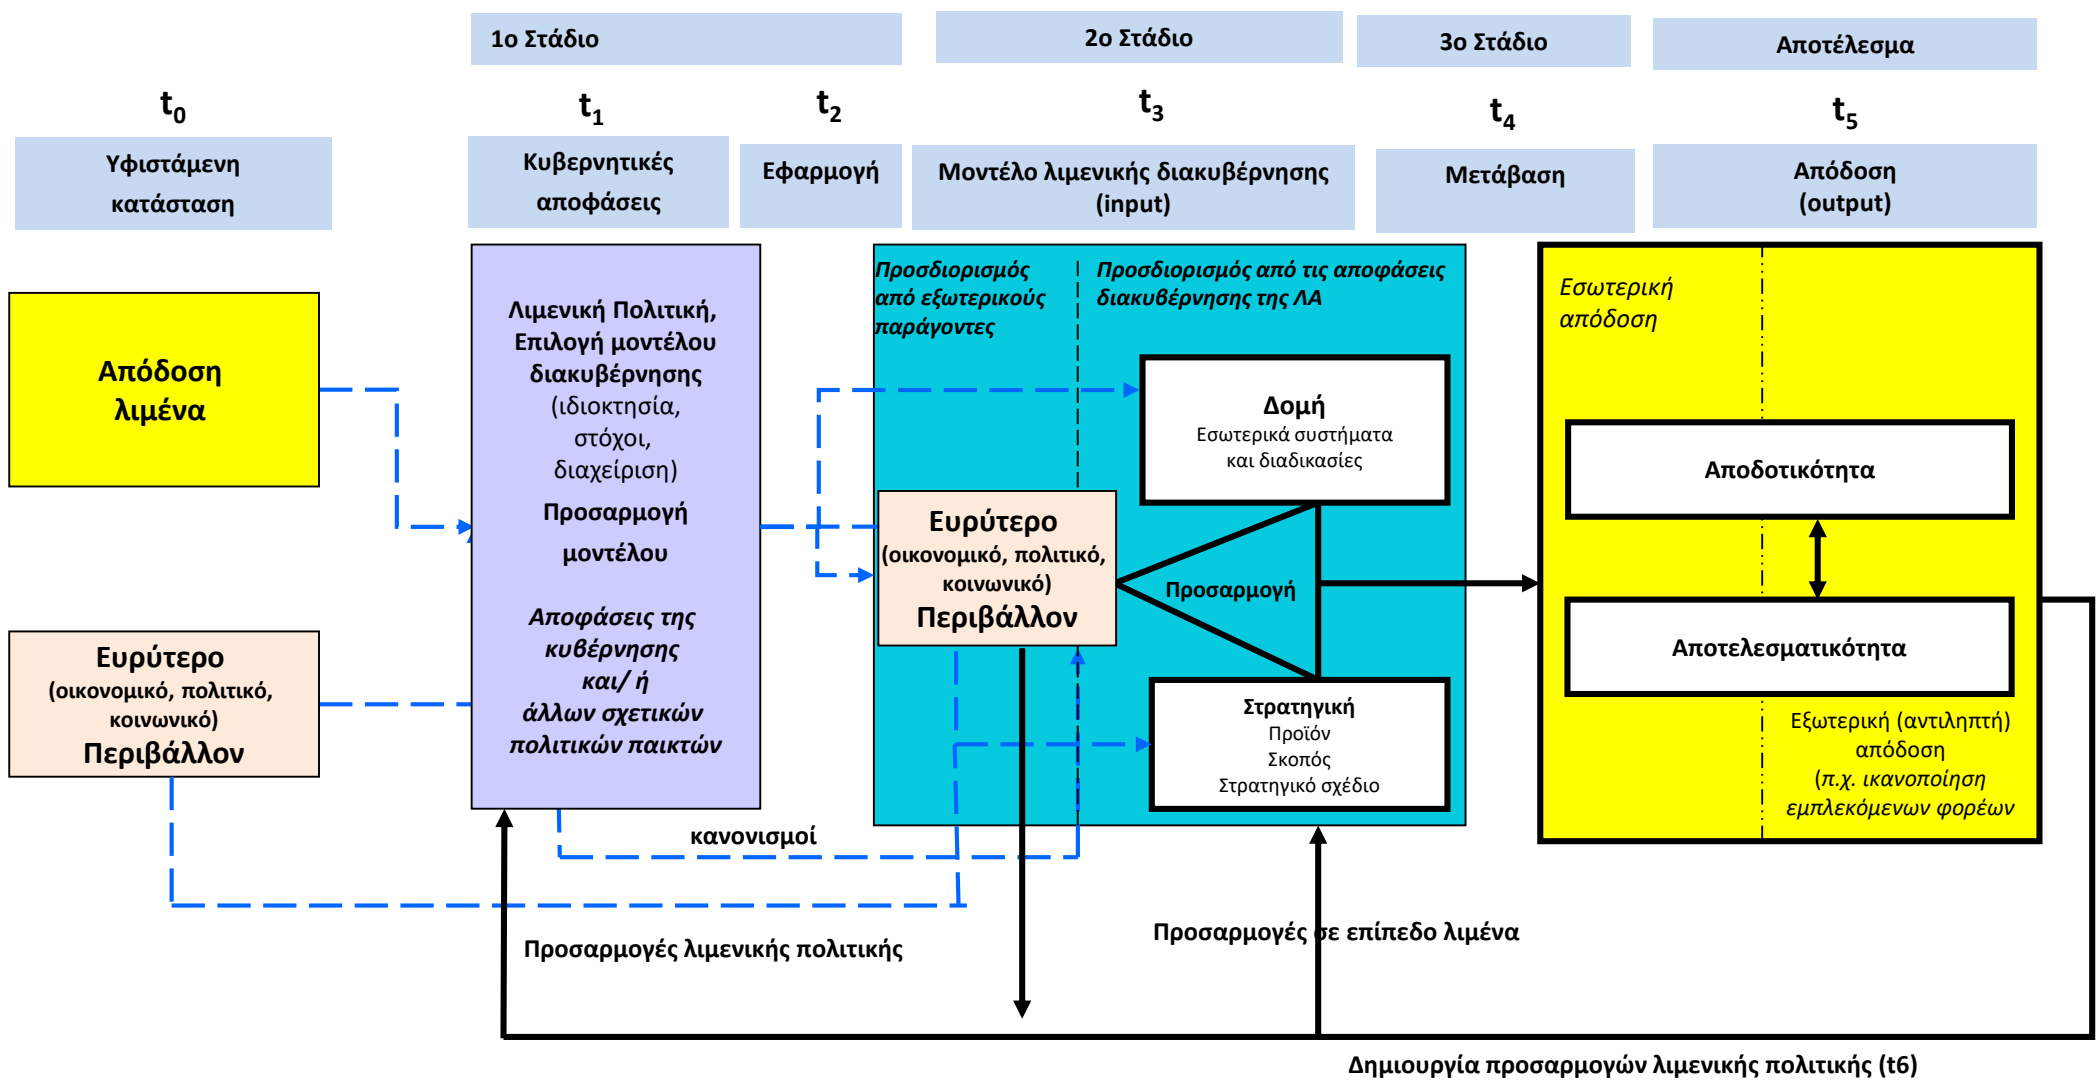 1ο Στάδιο
2ο Στάδιο
3ο Στάδιο
Αποτέλεσμα
t0
t1
t2
t3
t4
t5
Υφιστάμενη
κατάσταση
Κυβερνητικές
αποφάσεις
Εφαρμογή
Μοντέλο λιμενικής διακυβέρνησης
(input)
Μετάβαση
Απόδοση
(output)
Απόδοση
λιμένα
Ευρύτερο
(οικονομικό, πολιτικό,
κοινωνικό)
Περιβάλλον
Λιμενική Πολιτική,
Επιλογή μοντέλου
διακυβέρνησης
(ιδιοκτησία,
στόχοι,
διαχείριση)
Προσαρμογή
μοντέλου
Αποφάσεις της
κυβέρνησης
και/ ή
άλλων σχετικών
πολιτικών παικτών
Προσδιορισμός
από εξωτερικούς
παράγοντες
Προσδιορισμός από τις αποφάσεις
διακυβέρνησης της ΛΑ
Δομή
Εσωτερικά συστήματα
και διαδικασίες
Ευρύτερο
(οικονομικό, πολιτικό,
κοινωνικό)
Περιβάλλον
Προσαρμογή
Στρατηγική
Προϊόν
Σκοπός
Στρατηγικό σχέδιο
Εσωτερική
απόδοση
Αποδοτικότητα
Αποτελεσματικότητα
Εξωτερική (αντιληπτή)
απόδοση
(π.χ. ικανοποίηση
εμπλεκόμενων φορέων
κανονισμοί
Προσαρμογές λιμενικής πολιτικής
Προσαρμογές σε επίπεδο λιμένα
Δημιουργία προσαρμογών λιμενικής πολιτικής (t6)